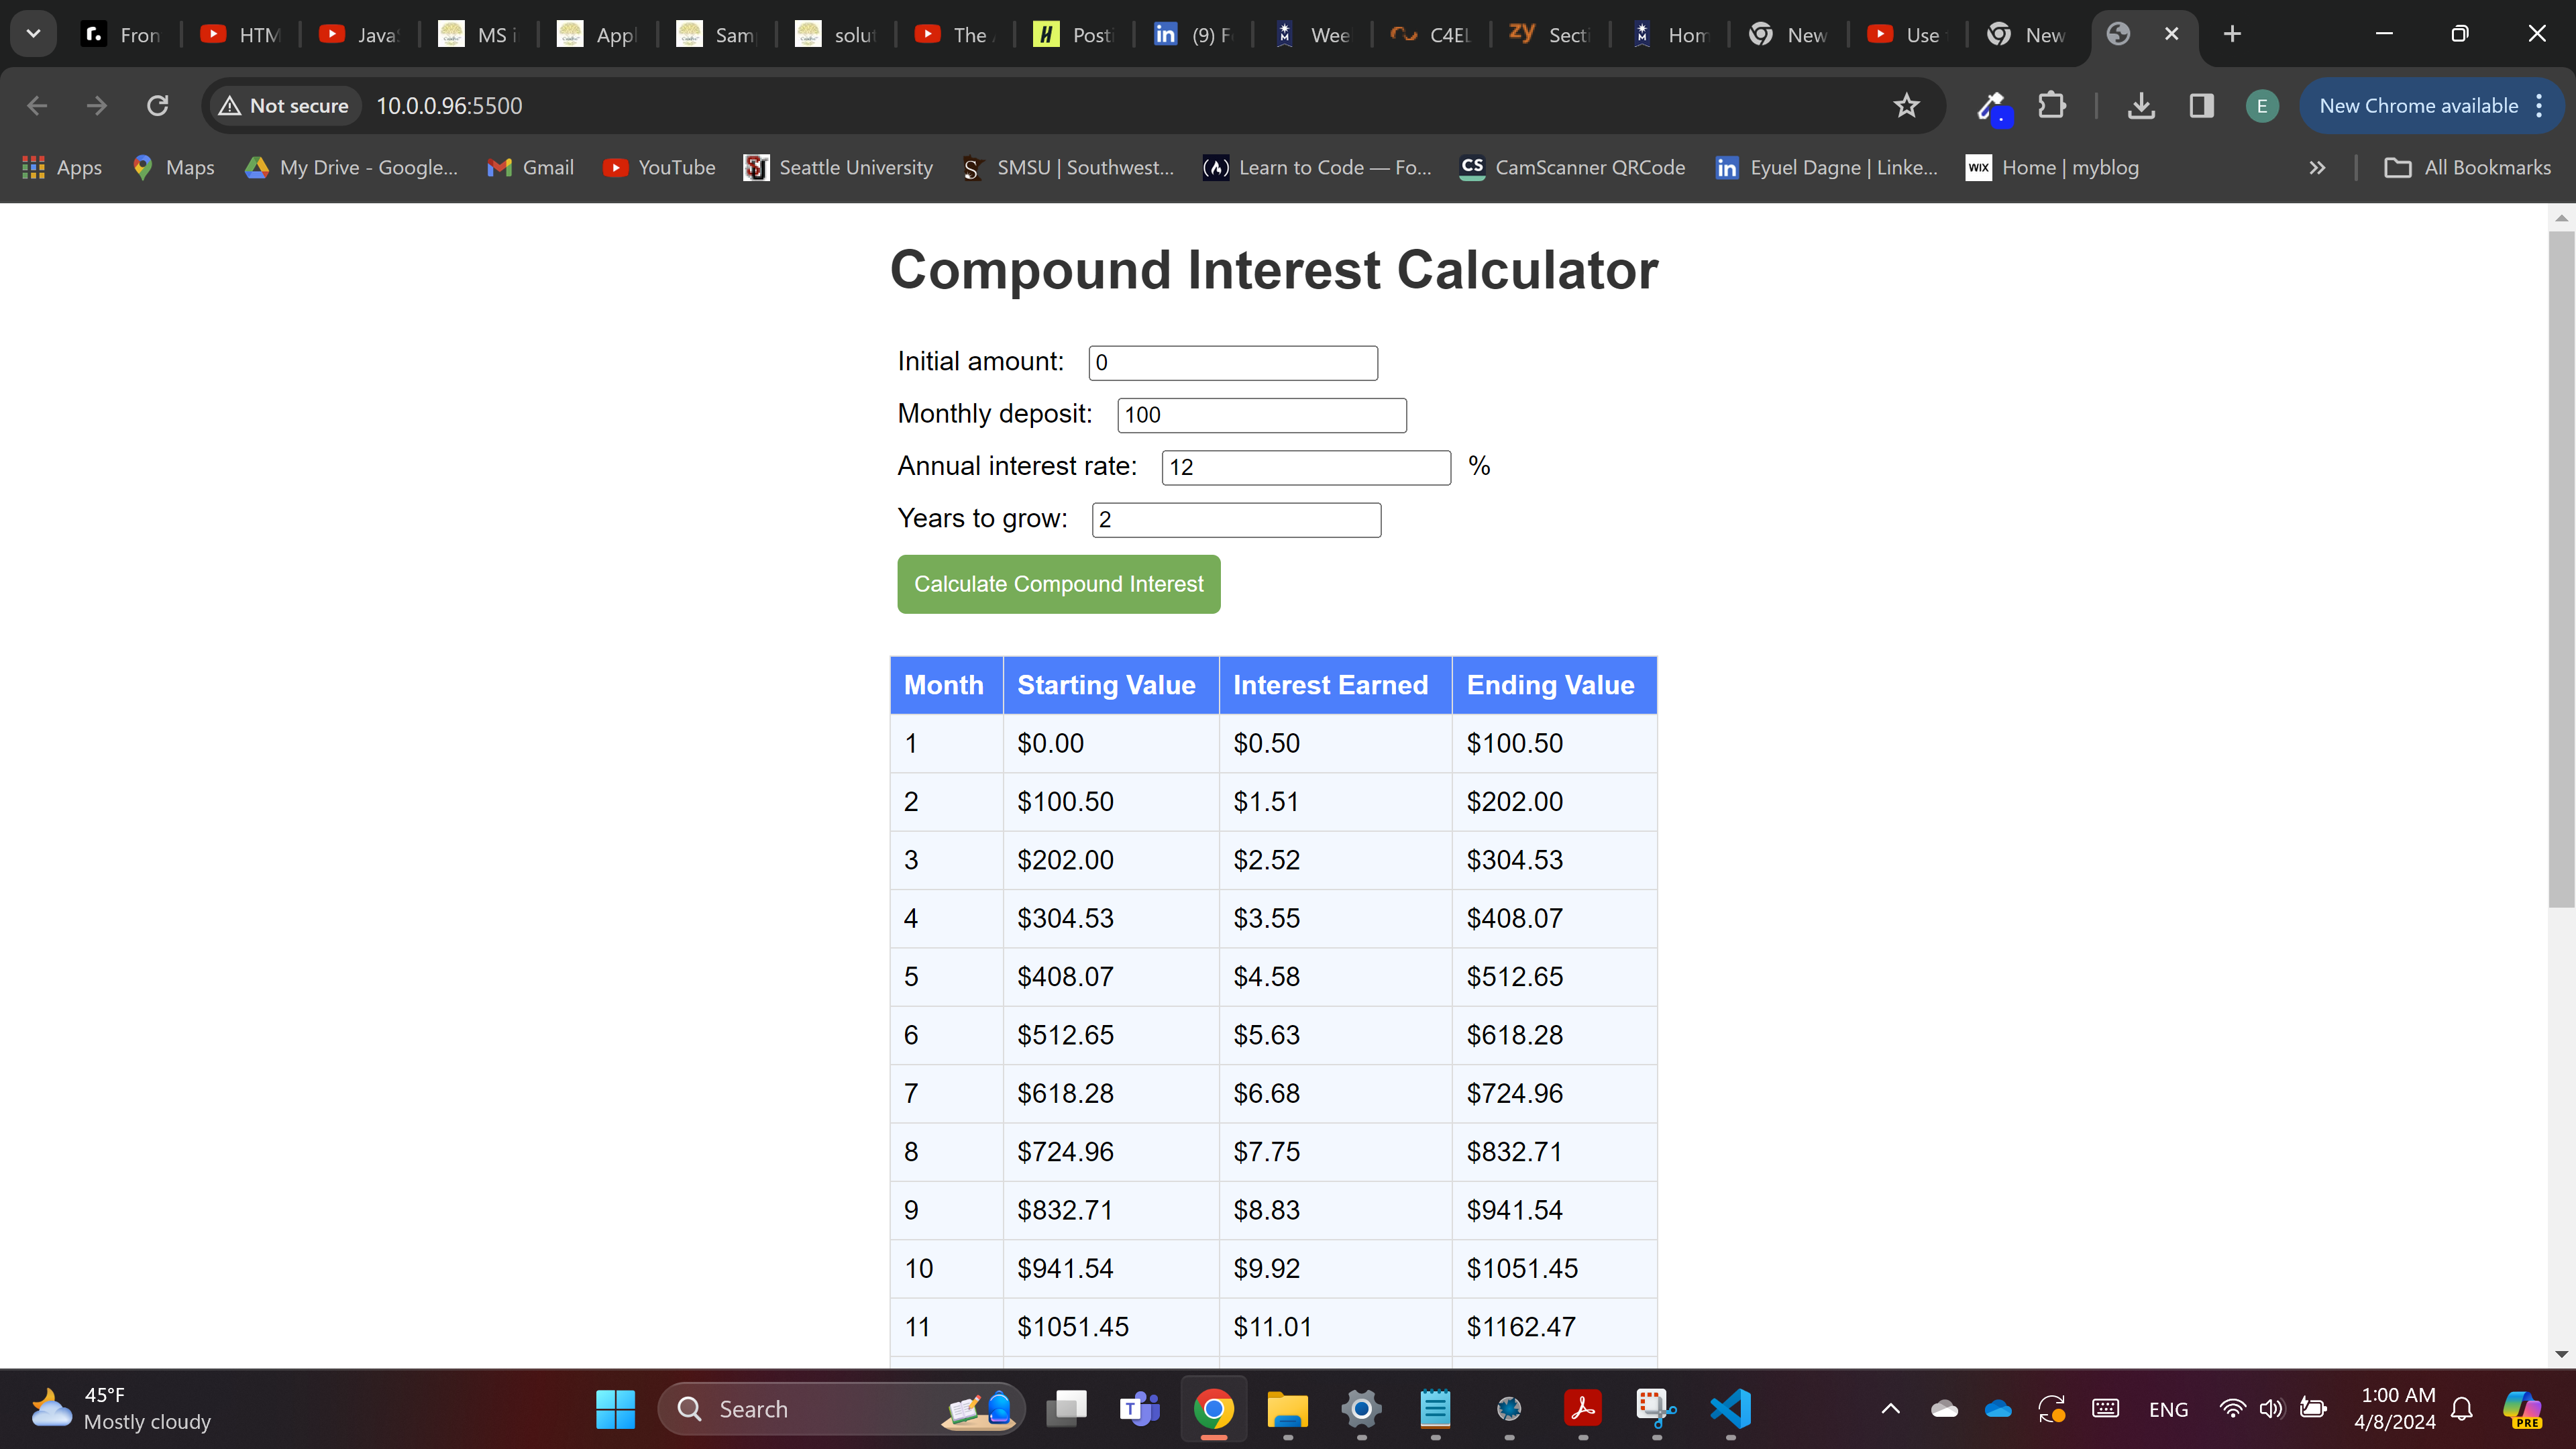 Fron
HTM
Java
MS i
Appl
Sam
solut
The
H
Posti
in
(9) F
Wee
C4EL
zy
Secti
Hom
New
Use
New
Not secure
10.0.0.96:5500
E
New Chrome available
Apps
Maps
My Drive - Google...
Gmail
YouTube
Seattle University
SMSU | Southwest...
Learn to Code — Fo...
CS
CamScanner QRCode
in
Eyuel Dagne | Linke...
WIX
Home | myblog
All Bookmarks
Compound Interest Calculator
Initial amount: 0
Monthly deposit: 100
Annual interest rate: 12 %
Years to grow: 2
Calculate Compound Interest
Month Starting Value Interest Earned Ending Value
1 $0.00 $0.50 $100.50
2 $100.50 $1.51 $202.00
3 $202.00 $2.52 $304.53
4 $304.53 $3.55 $408.07
5 $408.07 $4.58 $512.65
6 $512.65 $5.63 $618.28
7 $618.28 $6.68 $724.96
8 $724.96 $7.75 $832.71
9 $832.71 $8.83 $941.54
10 $941.54 $9.92 $1051.45
11 $1051.45 $11.01 $1162.47
45°F
Mostly cloudy
Search
T
ENG
1:00 AM
4/8/2024
PRE